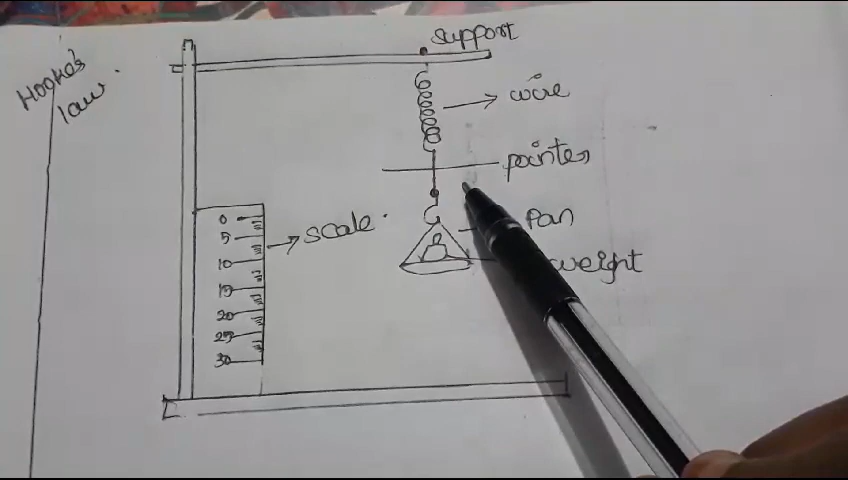 Hooke's
law.
support
wire
pointer
Pan
weight
scale.
0
5
10
15
20
25
30